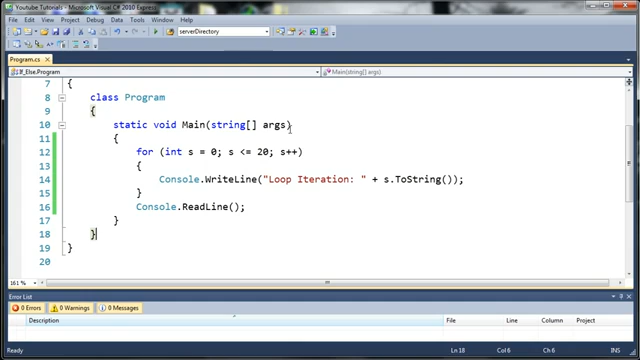 Youtube Tutorials - Microsoft Visual C# 2010 Express
File Edit View Project Debug Data Tools Window Help
serverDirectory
Program.cs
If_Else.Program Main(string[] args)
7 {
8 class Program
9 {
10 static void Main(string[] args)
11 {
12 for (int s = 0; s <= 20; s++)
13 {
14 Console.WriteLine("Loop Iteration: " + s.ToString());
15 }
16 Console.ReadLine();
17 }
18 }
19 }
20
161 %
Error List
0 Errors 0 Warnings 0 Messages
Description File Line Column Project
Ready Ln 18 Col 6 Ch 6 INS